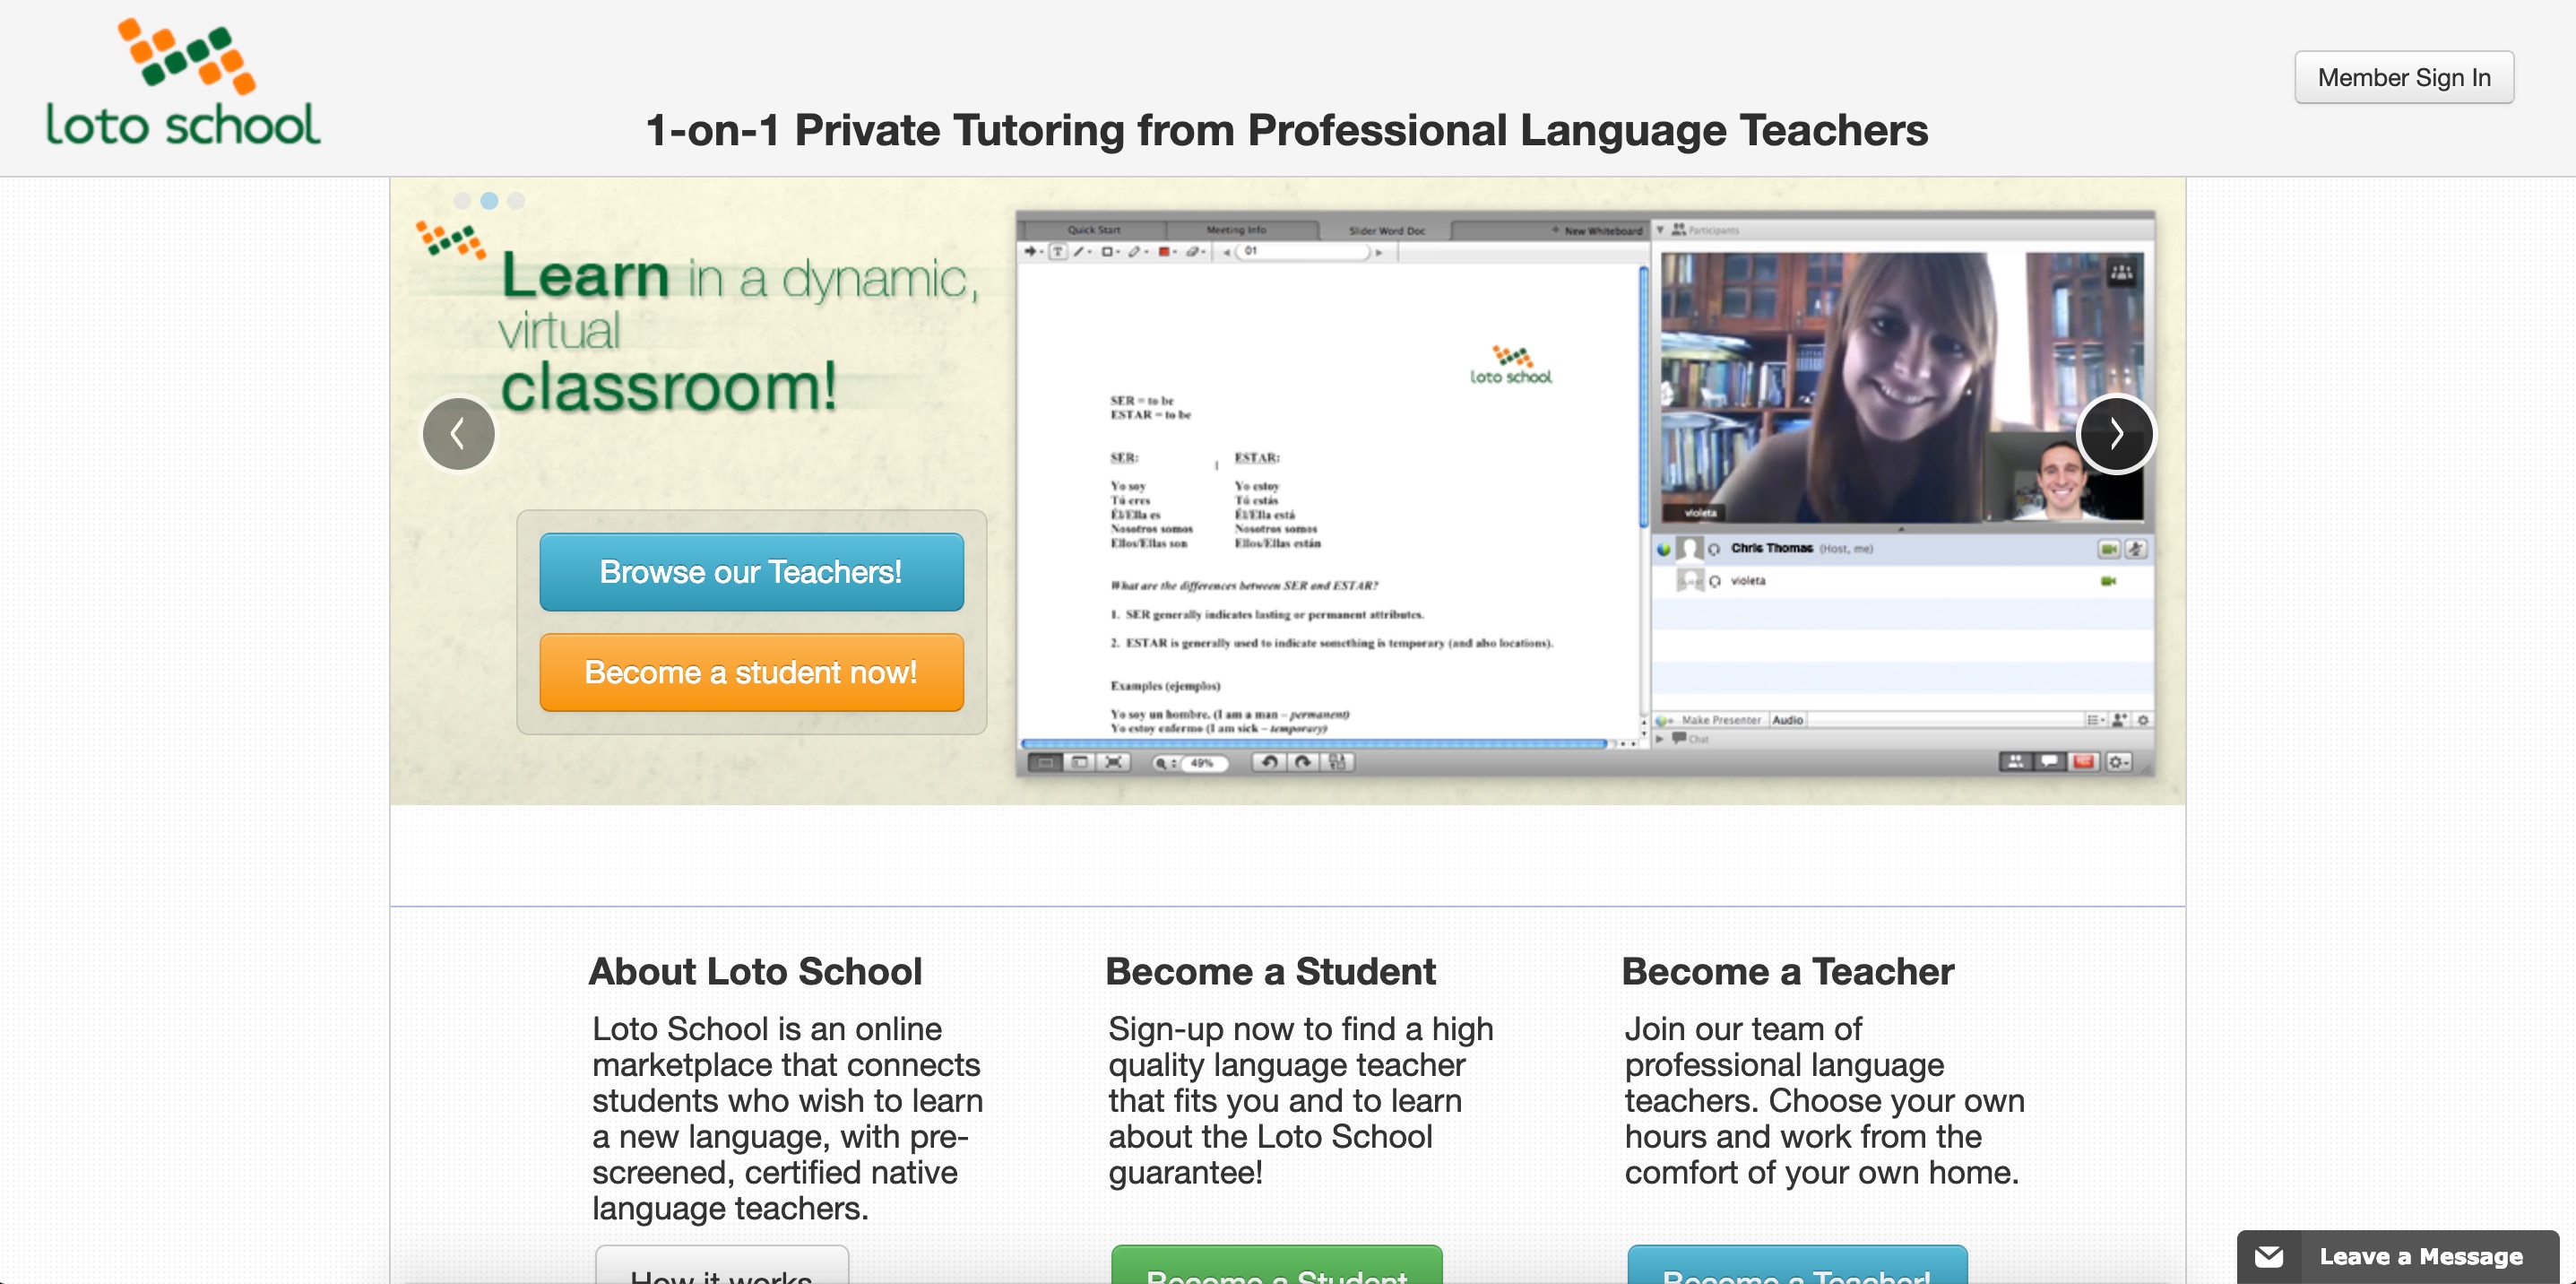 loto school
Member Sign In
1-on-1 Private Tutoring from Professional Language Teachers
Learn in a dynamic,
virtual
classroom!
Browse our Teachers!
Become a student now!
Quick Start
Meeting Info
Slider Word Doc
+ New Whiteboard
01
loto school
SER = to be
ESTAR = to be
SER: ESTAR:
Yo soy Yo estoy
Tú eres Tú estás
Él/Ella es Él/Ella está
Nosotros somos Nosotros somos
Ellos/Ellas son Ellos/Ellas están
What are the differences between SER and ESTAR?
1. SER generally indicates lasting or permanent attributes.
2. ESTAR is generally used to indicate something is temporary (and also locations).
Examples (ejemplos)
Yo soy un hombre. (I am a man – permanent)
Yo estoy enfermo (I am sick – temporary)
49%
Participants
violeta
Chris Thomas (Host, me)
violeta
Make Presenter Audio
Chat
About Loto School
Loto School is an online
marketplace that connects
students who wish to learn
a new language, with pre-
screened, certified native
language teachers.
How it works
Become a Student
Sign-up now to find a high
quality language teacher
that fits you and to learn
about the Loto School
guarantee!
Become a Student
Become a Teacher
Join our team of
professional language
teachers. Choose your own
hours and work from the
comfort of your own home.
Become a Teacher!
Leave a Message